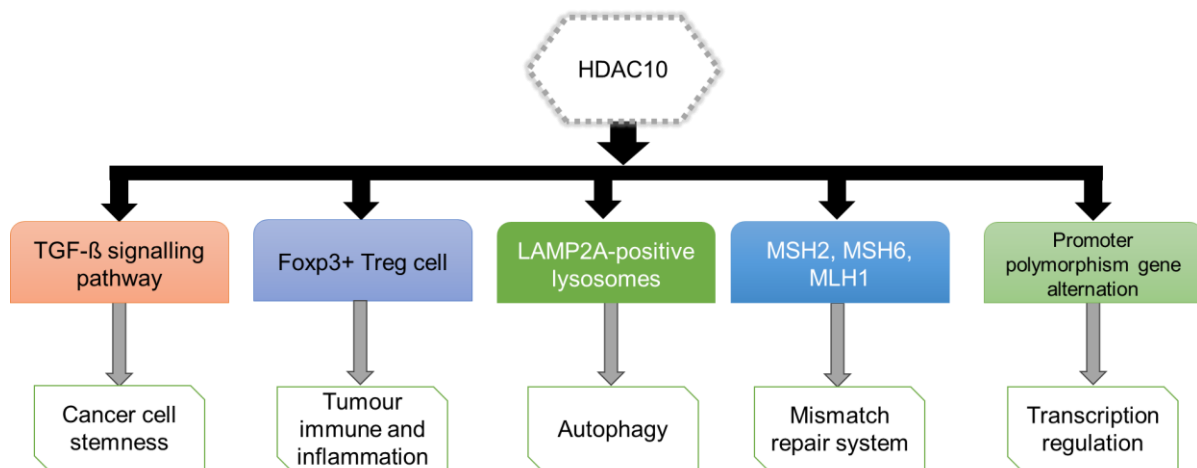 HDAC10
TGF-ß signalling
pathway
Foxp3+ Treg cell
LAMP2A-positive
lysosomes
MSH2, MSH6,
MLH1
Promoter
polymorphism gene
alternation
Cancer cell
stemness
Tumour
immune and
inflammation
Autophagy
Mismatch
repair system
Transcription
regulation